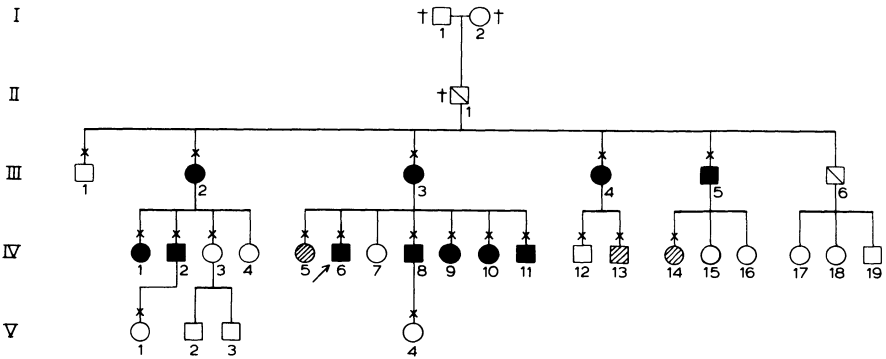 I † 1 2 †
II † 1
III 1 2 3 4 5 6
IV 1 2 3 4 5 6 7 8 9 10 11 12 13 14 15 16 17 18 19
V 1 2 3 4